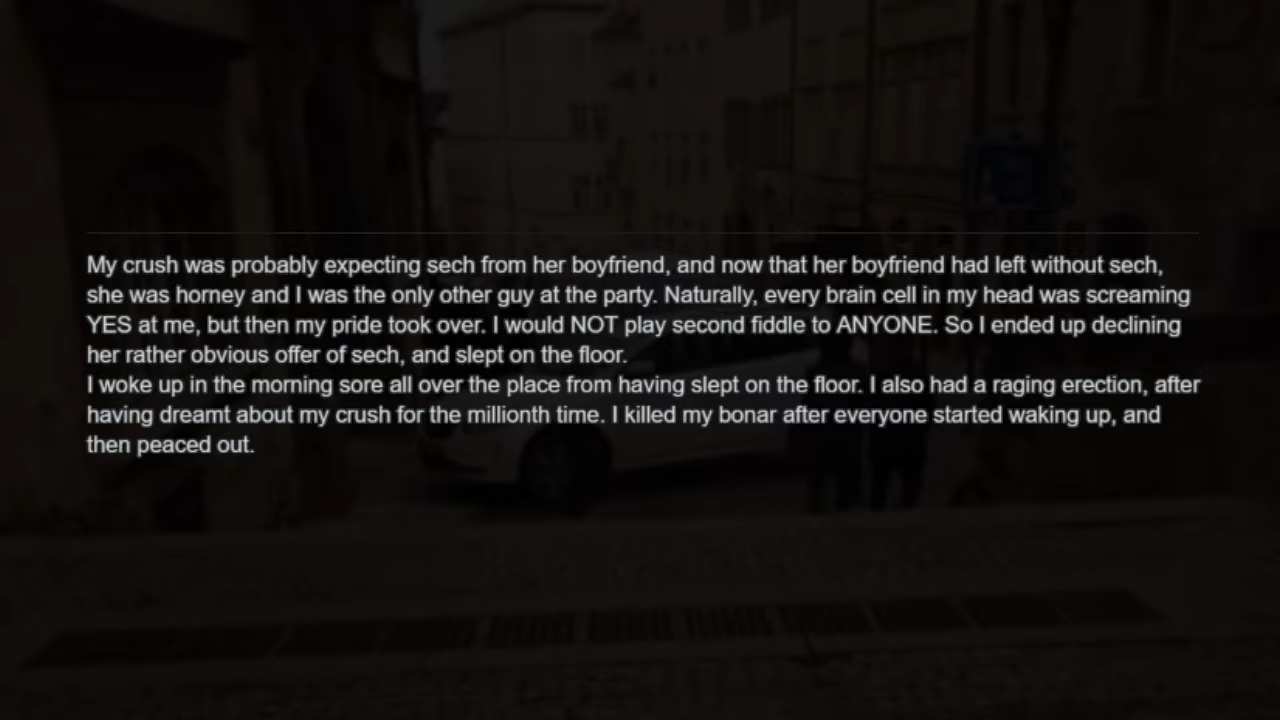 My crush was probably expecting sech from her boyfriend, and now that her boyfriend had left without sech,
she was horney and I was the only other guy at the party. Naturally, every brain cell in my head was screaming
YES at me, but then my pride took over. I would NOT play second fiddle to ANYONE. So I ended up declining
her rather obvious offer of sech, and slept on the floor.
I woke up in the morning sore all over the place from having slept on the floor. I also had a raging erection, after
having dreamt about my crush for the millionth time. I killed my bonar after everyone started waking up, and
then peaced out.